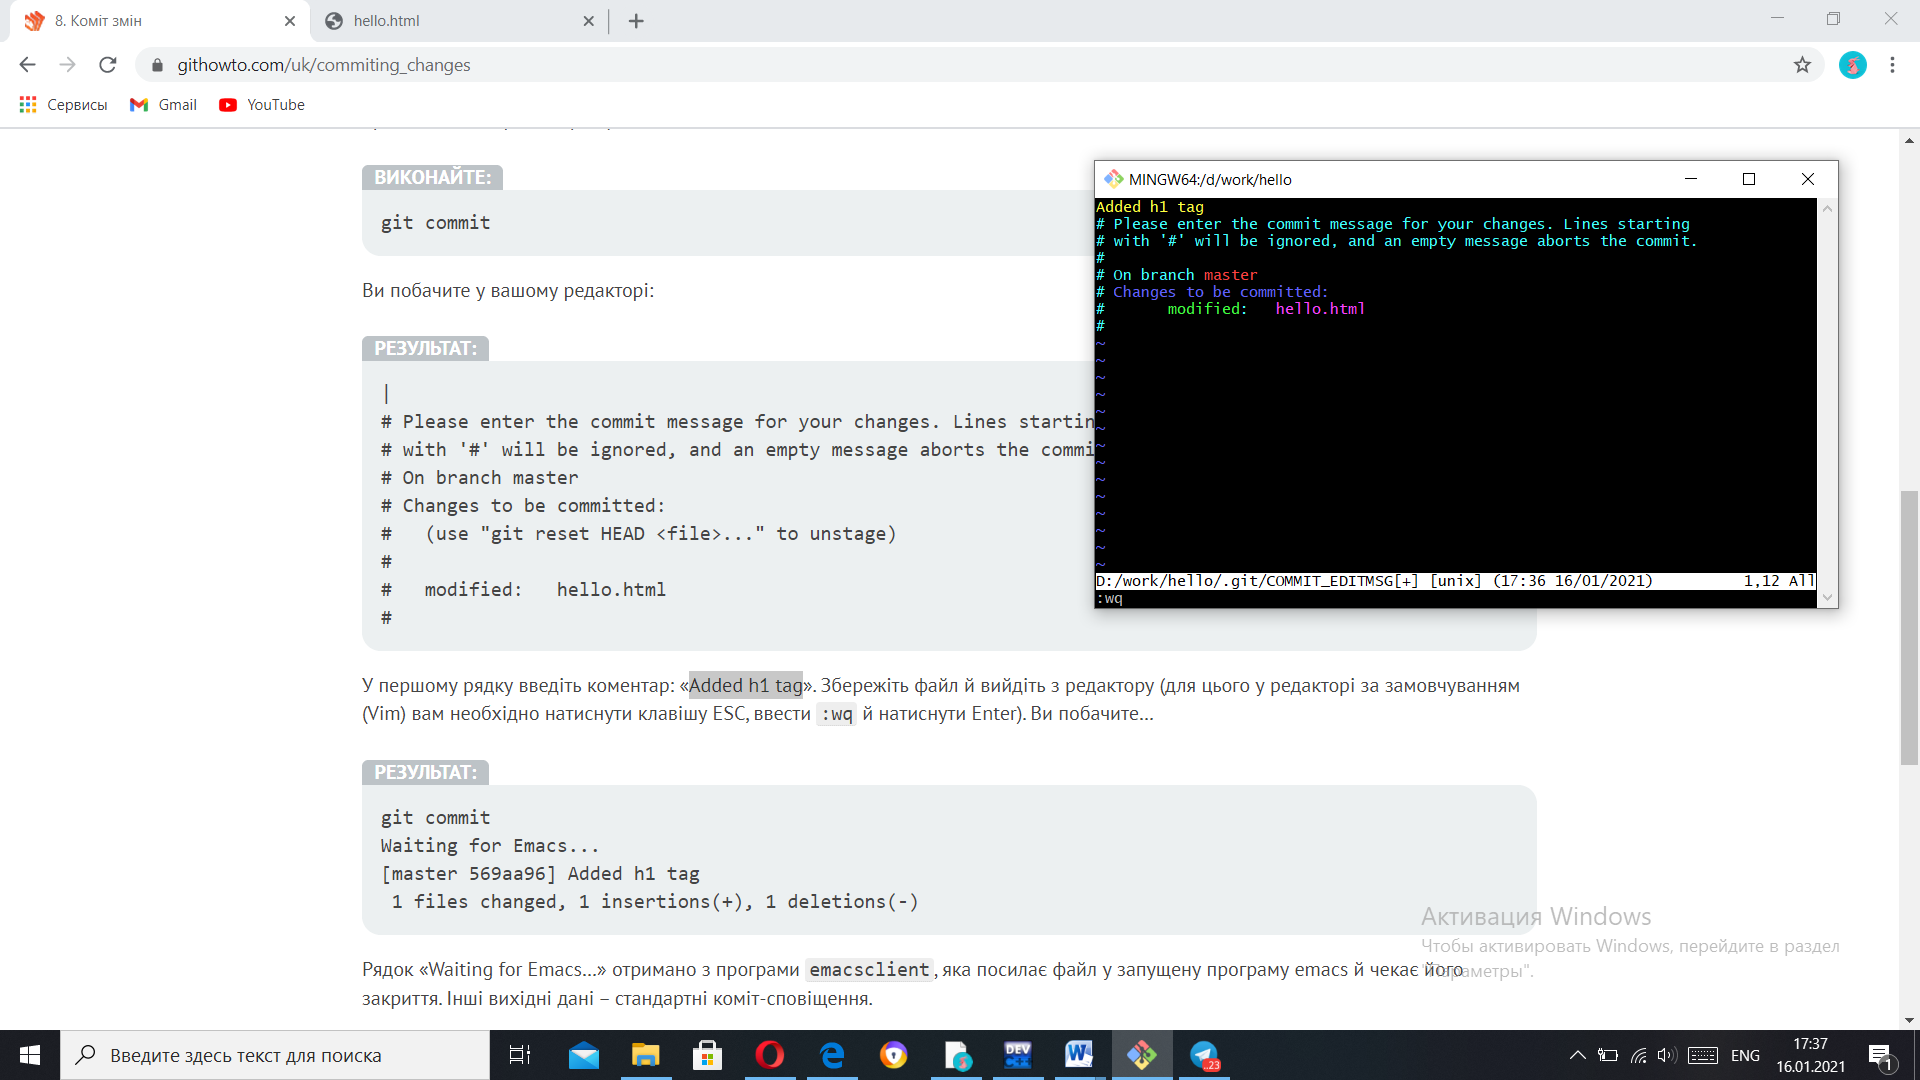 8. Коміт змін
hello.html
githowto.com/uk/commiting_changes
Сервисы
Gmail
YouTube
ВИКОНАЙТЕ:
git commit
Ви побачите у вашому редакторі:
РЕЗУЛЬТАТ:
|
# Please enter the commit message for your changes. Lines startin
# with '#' will be ignored, and an empty message aborts the commi
# On branch master
# Changes to be committed:
#   (use "git reset HEAD <file>..." to unstage)
#
#   modified:   hello.html
#
MINGW64:/d/work/hello
Added h1 tag
# Please enter the commit message for your changes. Lines starting
# with '#' will be ignored, and an empty message aborts the commit.
#
# On branch master
# Changes to be committed:
#       modified:   hello.html
#
~
~
~
~
~
~
~
~
~
~
~
~
~
~
D:/work/hello/.git/COMMIT_EDITMSG[+] [unix] (17:36 16/01/2021) 1,12 All
:wq
У першому рядку введіть коментар: «Added h1 tag». Збережіть файл й вийдіть з редактору (для цього у редакторі за замовчуванням
(Vim) вам необхідно натиснути клавішу ESC, ввести :wq й натиснути Enter). Ви побачите...
РЕЗУЛЬТАТ:
git commit
Waiting for Emacs...
[master 569aa96] Added h1 tag
 1 files changed, 1 insertions(+), 1 deletions(-)
Рядок «Waiting for Emacs...» отримано з програми emacsclient, яка посилає файл у запущену програму emacs й чекає його
закриття. Інші вихідні дані – стандартні коміт-сповіщення.
Активация Windows
Чтобы активировать Windows, перейдите в раздел
"Параметры".
Введите здесь текст для поиска
DEV
C++
W
..23
ENG
17:37
16.01.2021
1